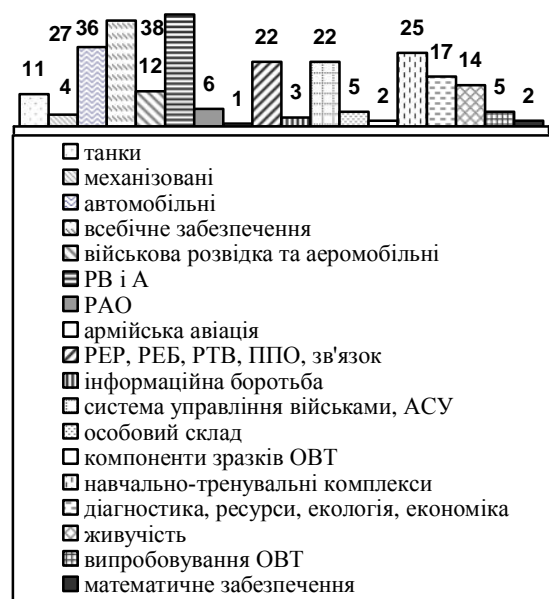 11 4 27 36 38 12 6 1 22 3 22 5 2 25 17 14 5 2
танки
механізовані
автомобільні
всебічне забезпечення
військова розвідка та аеромобільні
РВ і А
РАО
армійська авіація
РЕР, РЕБ, РТВ, ППО, зв'язок
інформаційна боротьба
система управління військами, АСУ
особовий склад
компоненти зразків ОВТ
навчально-тренувальні комплекси
діагностика, ресурси, екологія, економіка
живучість
випробовування ОВТ
математичне забезпечення